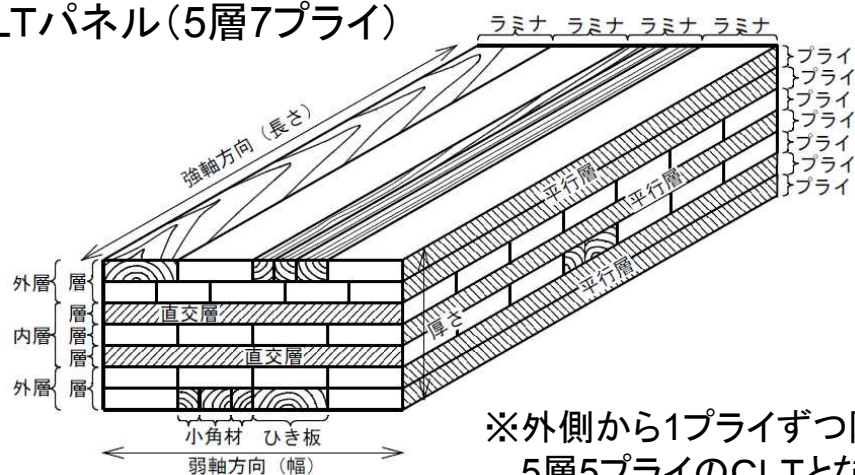 LTパネル（5層7プライ）
ラミナ ラミナ ラミナ ラミナ
プライ
プライ
プライ
プライ
プライ
プライ
プライ
強軸方向（長さ）
平行層
平行層
平行層
厚さ
外層 層
層 直交層
内層 層
層 直交層
外層 層
小角材 ひき板
弱軸方向（幅）
※外側から1プライずつ
5層5プライのCLTとな